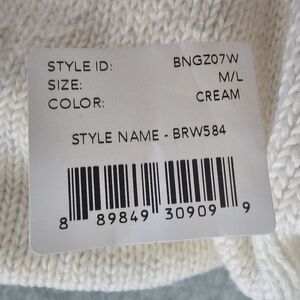 STYLE ID: BNGZ07W
SIZE: M/L
COLOR: CREAM
STYLE NAME - BRW584
8 89849 30909 9